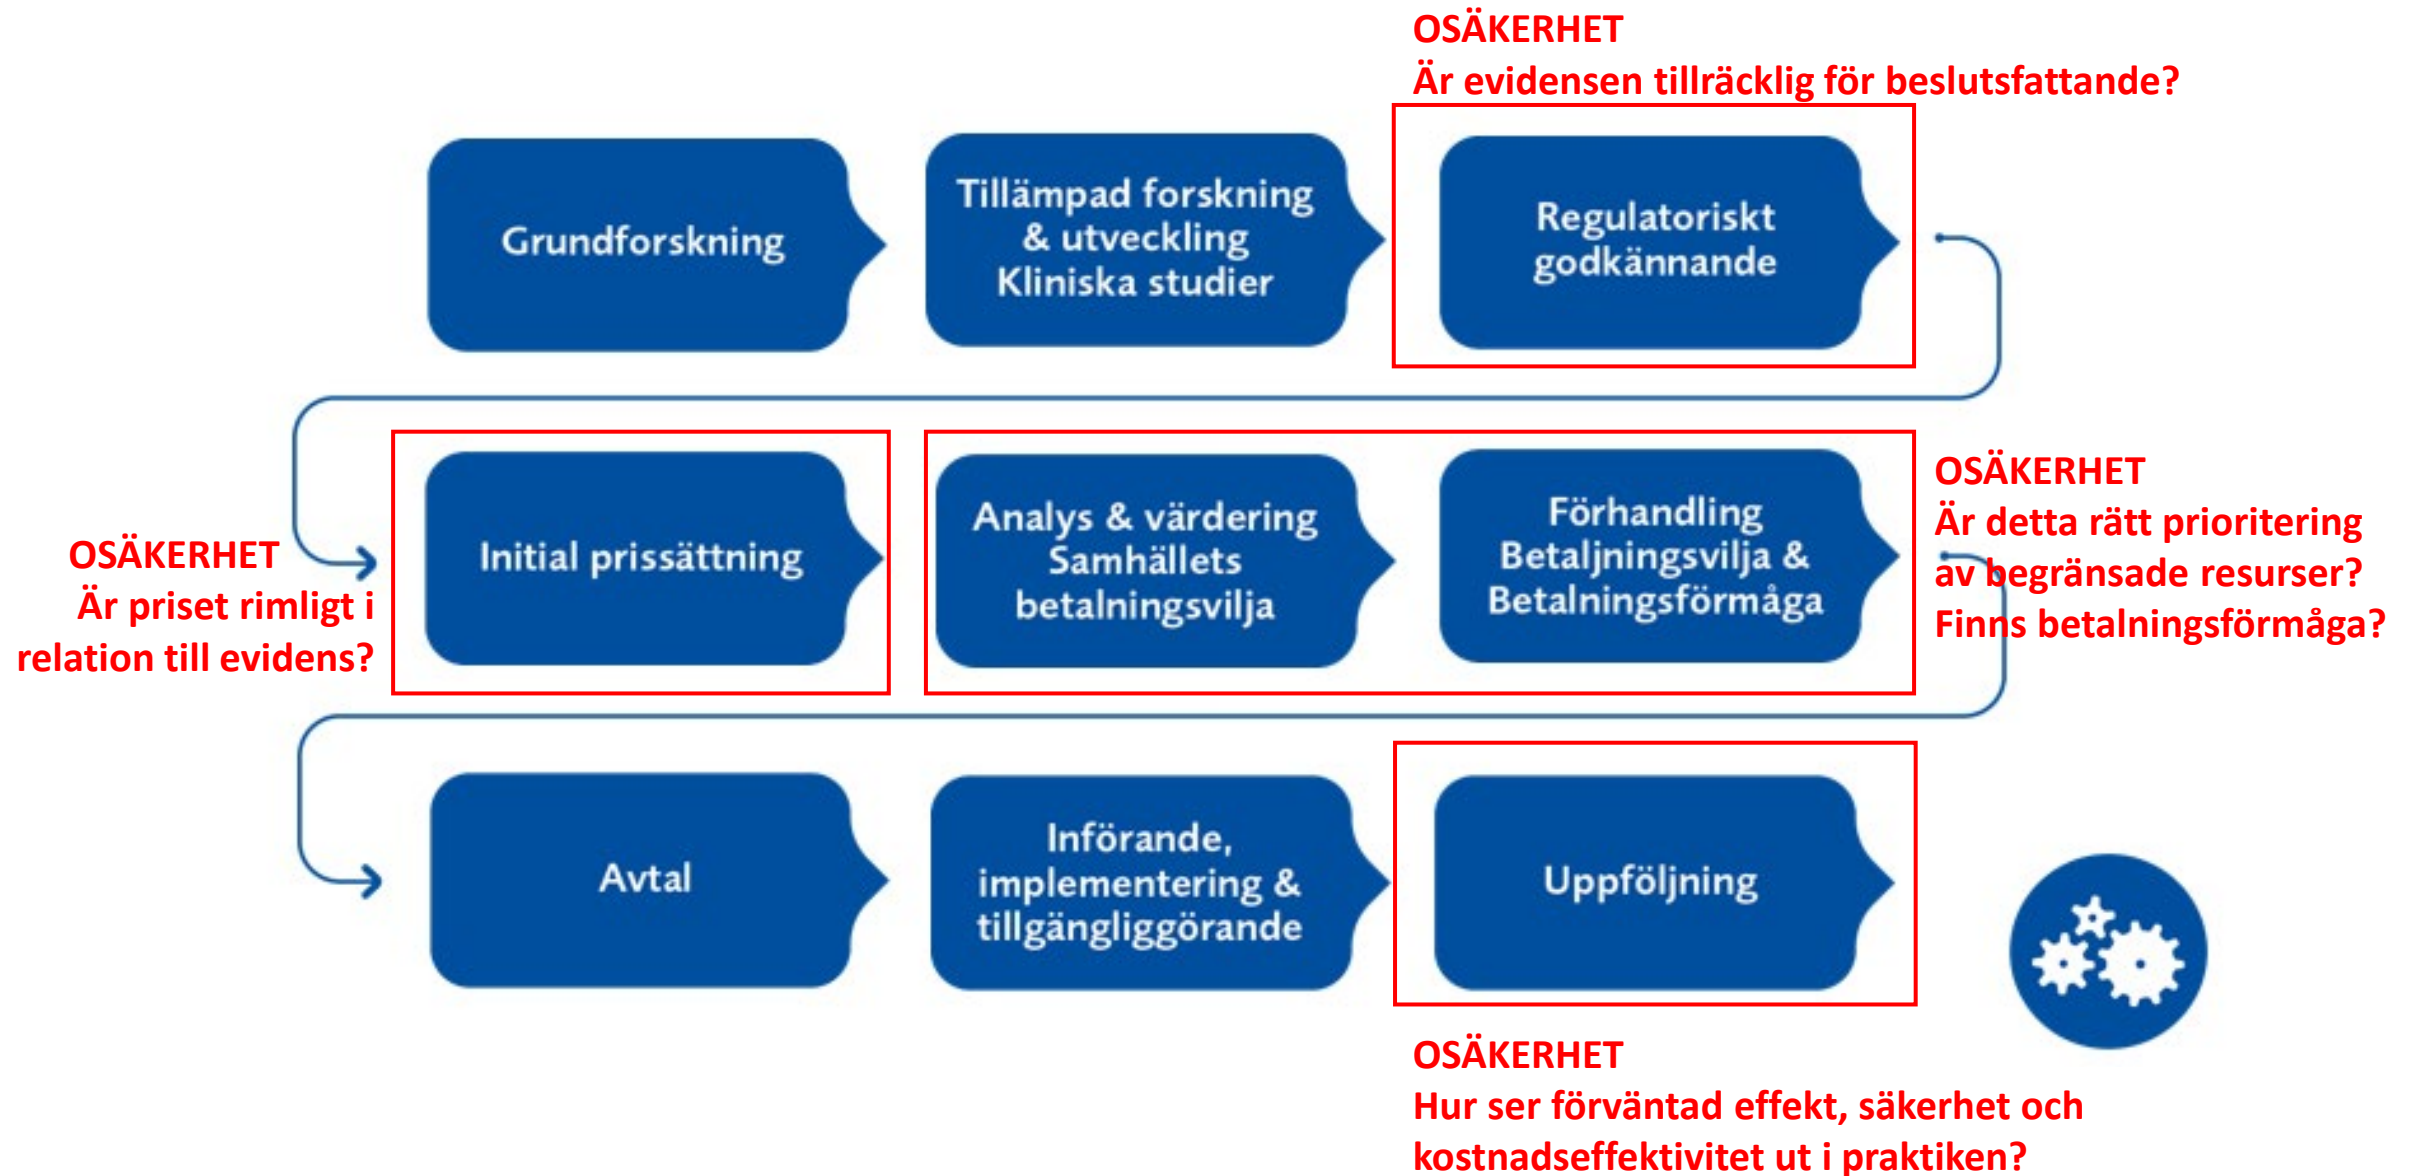 OSÄKERHET
Är evidensen tillräcklig för beslutsfattande?
Grundforskning
Tillämpad forskning
& utveckling
Kliniska studier
Regulatoriskt
godkännande
OSÄKERHET
Är priset rimligt i
relation till evidens?
Initial prissättning
Analys & värdering
Samhällets
betalningsvilja
Förhandling
Betaljningsvilja &
Betalningsförmåga
OSÄKERHET
Är detta rätt prioritering
av begränsade resurser?
Finns betalningsförmåga?
Avtal
Införande,
implementering &
tillgängliggörande
Uppföljning
OSÄKERHET
Hur ser förväntad effekt, säkerhet och
kostnadseffektivitet ut i praktiken?